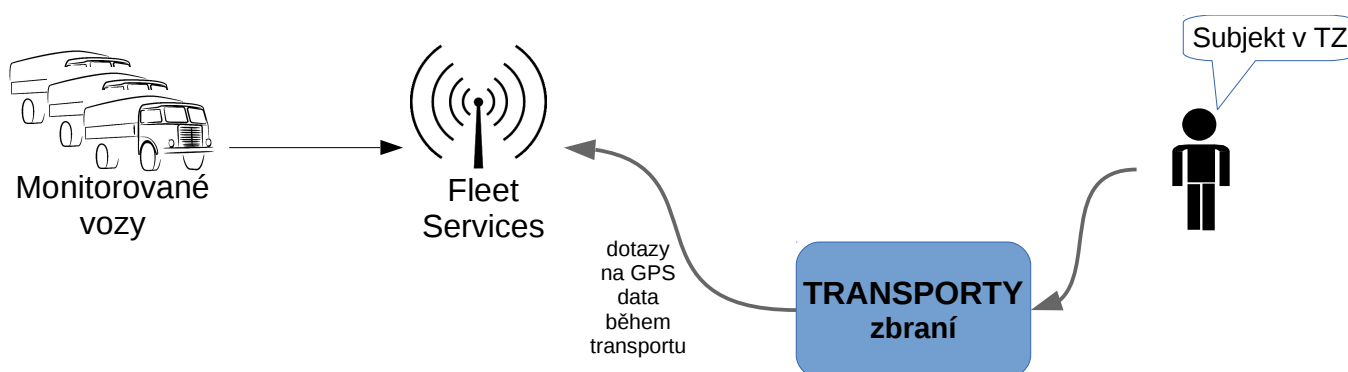 Subjekt v TZ
Monitorované
vozy
Fleet
Services
dotazy
na GPS
data
během
transportu
TRANSPORTY
zbraní